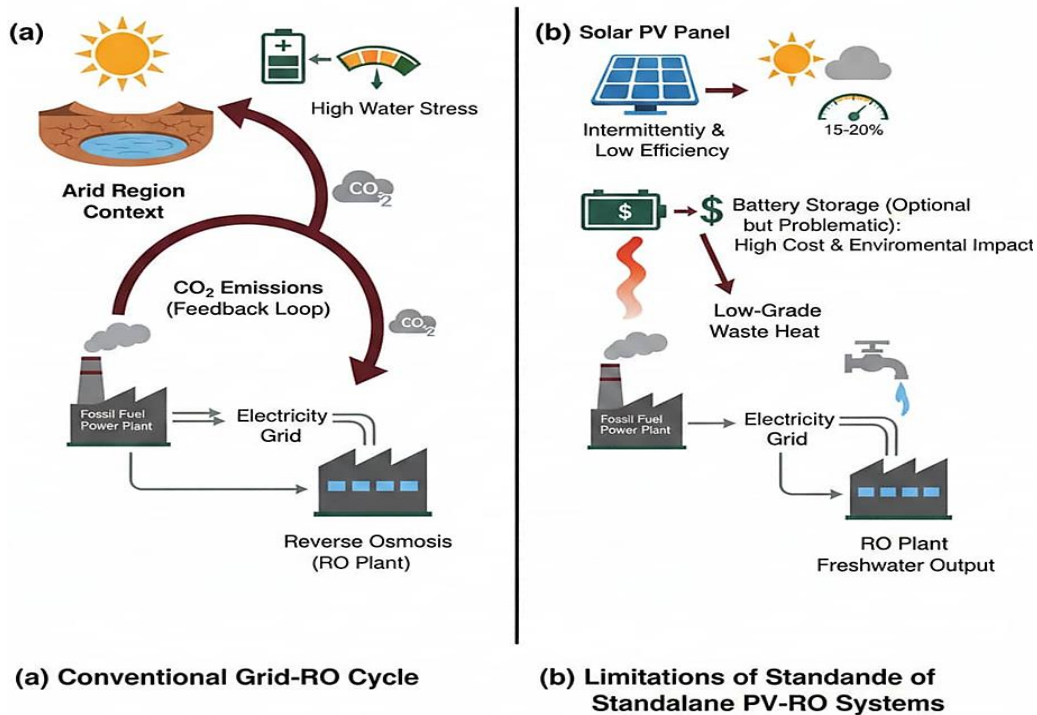 (a)
High Water Stress
Arid Region
Context
CO2
CO2 Emissions
(Feedback Loop)
CO2
Fossil Fuel
Power Plant
Electricity
Grid
Reverse Osmosis
(RO Plant)
(a) Conventional Grid-RO Cycle
(b) Solar PV Panel
Intermittentiy &
Low Efficiency
15-20%
$
$
Battery Storage (Optional
but Problematic):
High Cost & Enviromental Impact
Low-Grade
Waste Heat
Fossil Fuel
Power Plant
Electricity
Grid
RO Plant
Freshwater Output
(b) Limitations of Standande of
Standalane PV-RO Systems